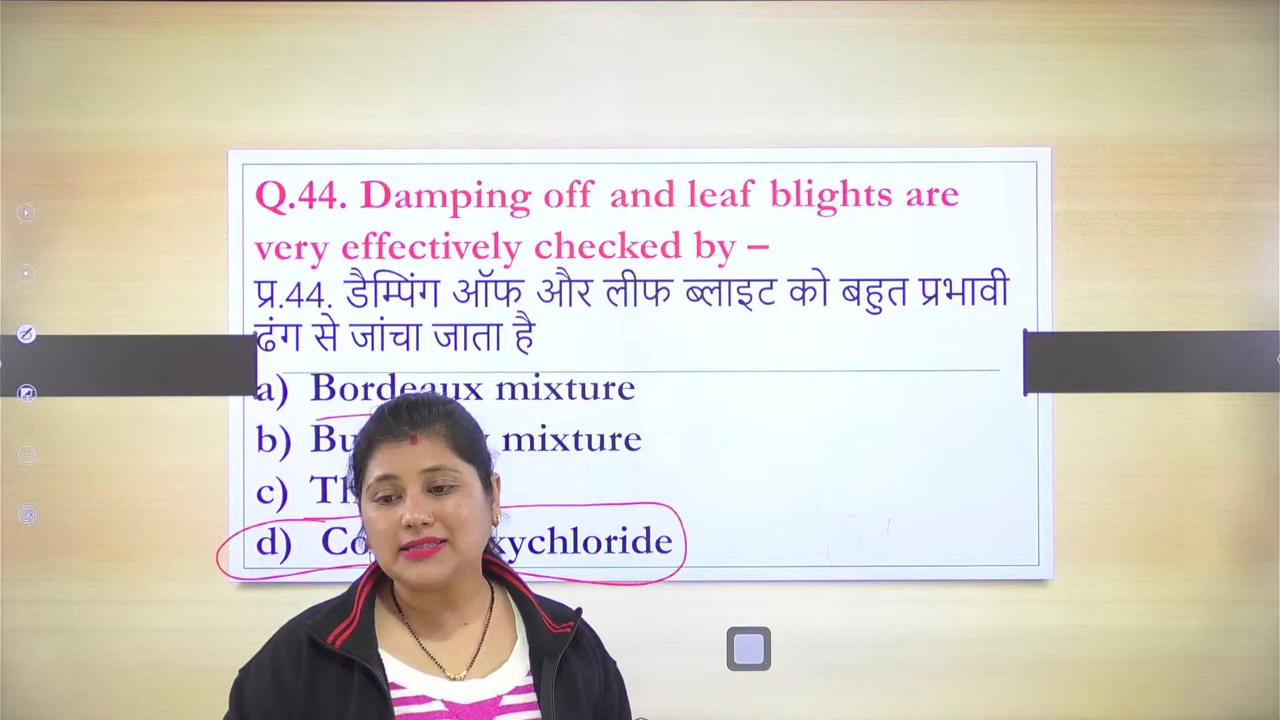 Q.44. Damping off and leaf blights are
very effectively checked by –
प्र.44. डैम्पिंग ऑफ और लीफ ब्लाइट को बहुत प्रभावी
ढंग से जांचा जाता है
a) Bordeaux mixture
b) mixture
c)
d)